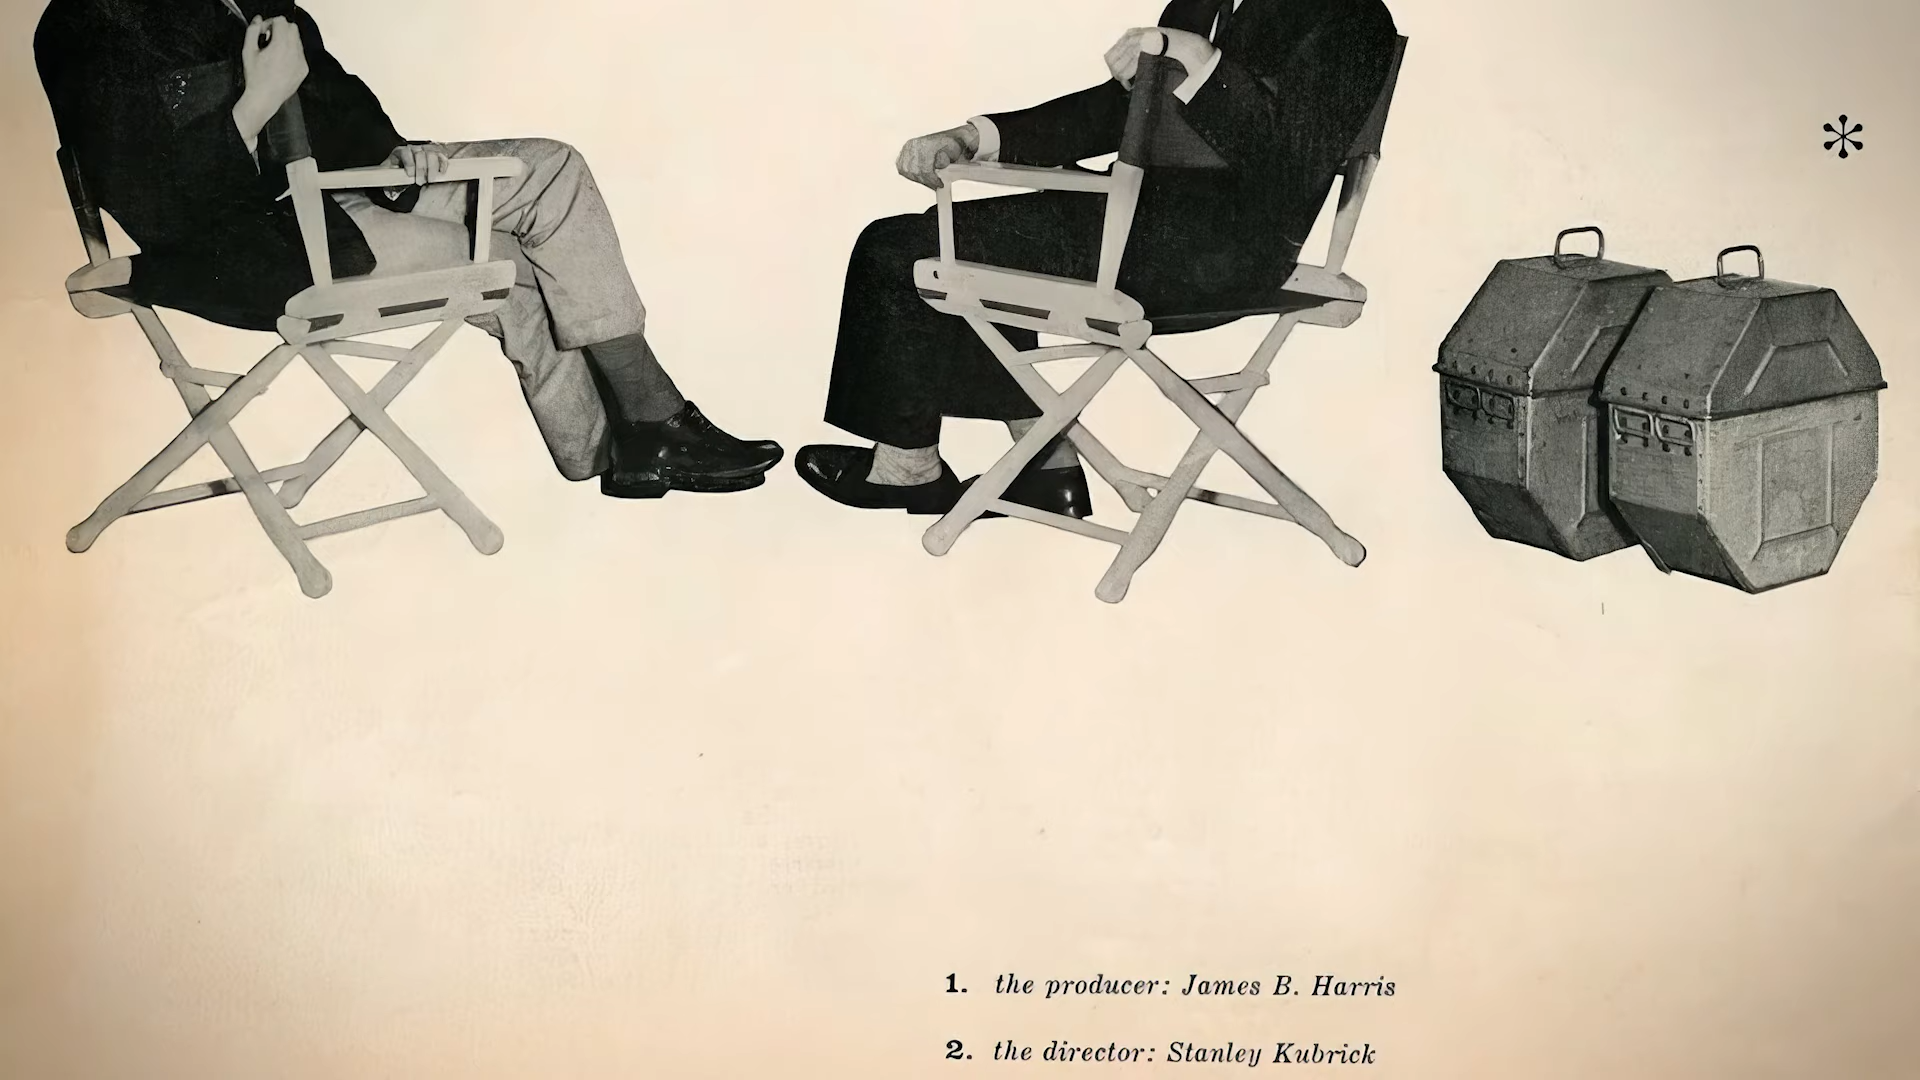 *
1. the producer: James B. Harris
2. the director: Stanley Kubrick